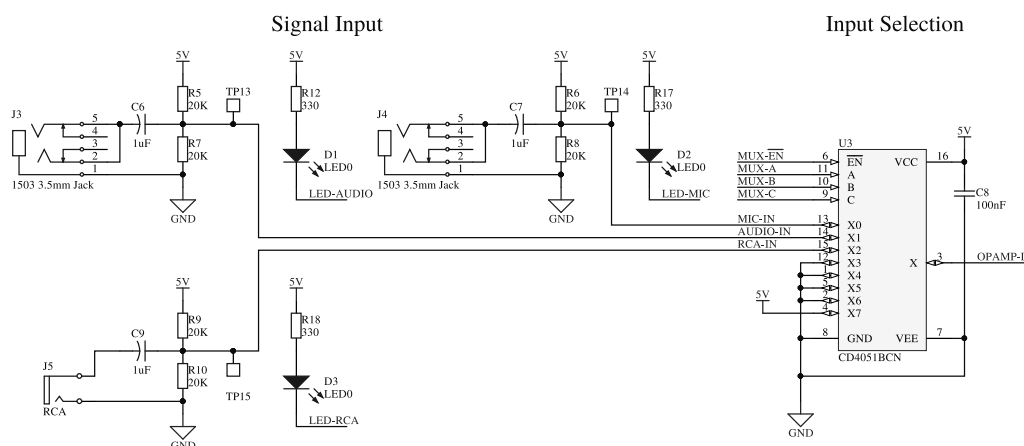 Signal Input
Input Selection
5V
5V
5V
5V
R5
20K
TP13
R12
330
R6
20K
TP14
R17
330
J3
C6
1uF
5
4
3
2
1
R7
20K
D1
LED0
J4
C7
1uF
5
4
3
2
1
R8
20K
D2
LED0
1503 3.5mm Jack
LED-AUDIO
1503 3.5mm Jack
LED-MIC
GND
GND
U3
5V
MUX-EN
6
EN
VCC
16
MUX-A
11
A
MUX-B
10
B
MUX-C
9
C
C8
100nF
MIC-IN
13
X0
AUDIO-IN
14
X1
RCA-IN
15
X2
12
X3
X
3
1
X4
5
X5
2
X6
5V
4
X7
8
GND
VEE
7
CD4051BCN
GND
5V
5V
R9
20K
R18
330
C9
1uF
J5
R10
20K
TP15
D3
LED0
RCA
LED-RCA
GND